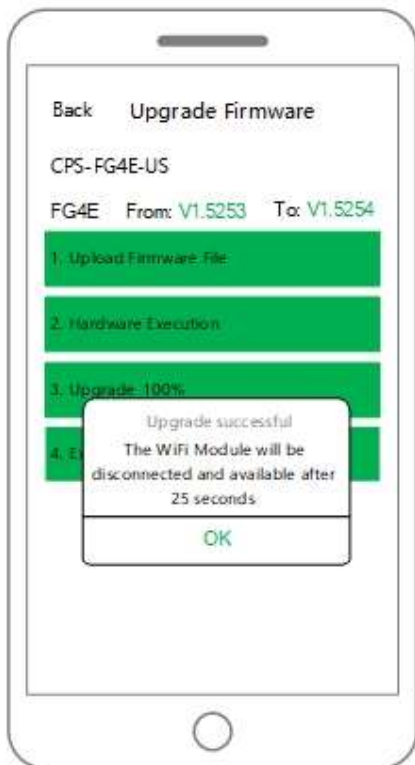 Back Upgrade Firmware
CPS-FG4E-US
FG4E From: V1.5253 To: V1.5254
1. Upload Firmware File
2. Hardware Execution
3. Upgrade 100%
4.
Upgrade successful
The WiFi Module will be
disconnected and available after
25 seconds
OK